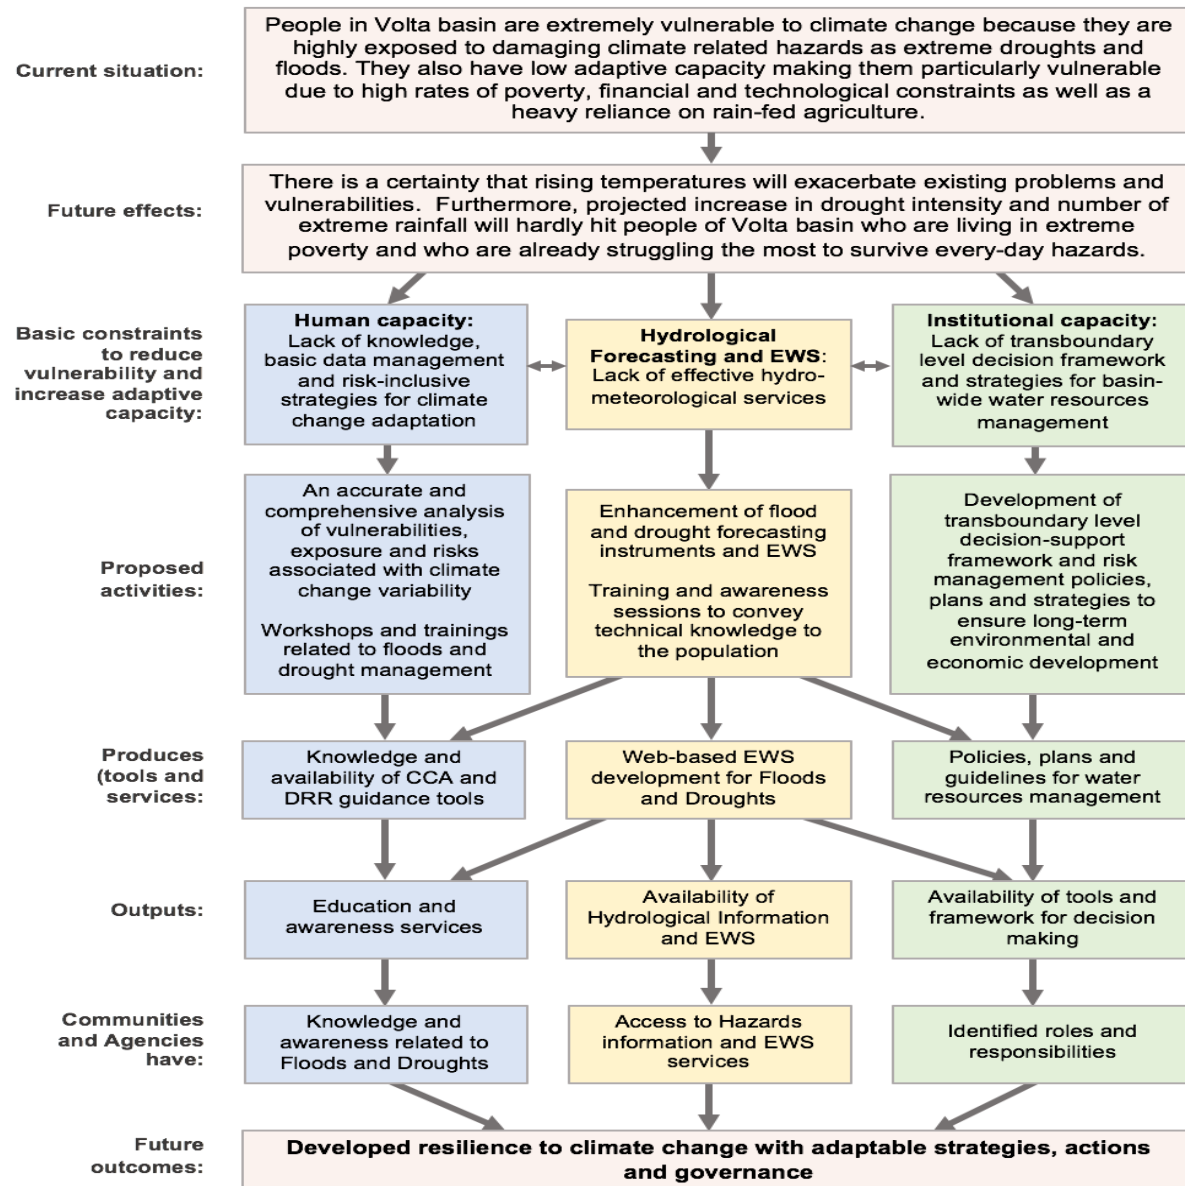 People in Volta basin are extremely vulnerable to climate change because they are
highly exposed to damaging climate related hazards as extreme droughts and
Current situation:
floods. They also have low adaptive capacity making them particularly vulnerable
due to high rates of poverty, financial and technological constraints as well as a
heavy reliance on rain-fed agriculture.
There is a certainty that rising temperatures will exacerbate existing problems and
Future effects:
vulnerabilities. Furthermore, projected increase in drought intensity and number of
extreme rainfall will hardly hit people of Volta basin who are living in extreme
poverty and who are already struggling the most to survive every-day hazards.
Basic constraints
to reduce
vulnerability and
increase adaptive
capacity:
Human capacity:
Lack of knowledge,
basic data management
and risk-inclusive
strategies for climate
change adaptation
Hydrological
Forecasting and EWS:
Lack of effective hydro-
meteorological services
Institutional capacity:
Lack of transboundary
level decision framework
and strategies for basin-
wide water resources
management
Proposed
activities:
An accurate and
comprehensive analysis
of vulnerabilities,
exposure and risks
associated with climate
change variability
Workshops and trainings
related to floods and
drought management
Enhancement of flood
and drought forecasting
instruments and EWS
Training and awareness
sessions to convey
technical knowledge to
the population
Development of
transboundary level
decision-support
framework and risk
management policies,
plans and strategies to
ensure long-term
environmental and
economic development
Produces
(tools and
services:
Knowledge and
availability of CCA and
DRR guidance tools
Web-based EWS
development for Floods
and Droughts
Policies, plans and
guidelines for water
resources management
Outputs:
Education and
awareness services
Availability of
Hydrological Information
and EWS
Availability of tools and
framework for decision
making
Communities
and Agencies
have:
Knowledge and
awareness related to
Floods and Droughts
Access to Hazards
information and EWS
services
Identified roles and
responsibilities
Future
outcomes:
Developed resilience to climate change with adaptable strategies, actions
and governance